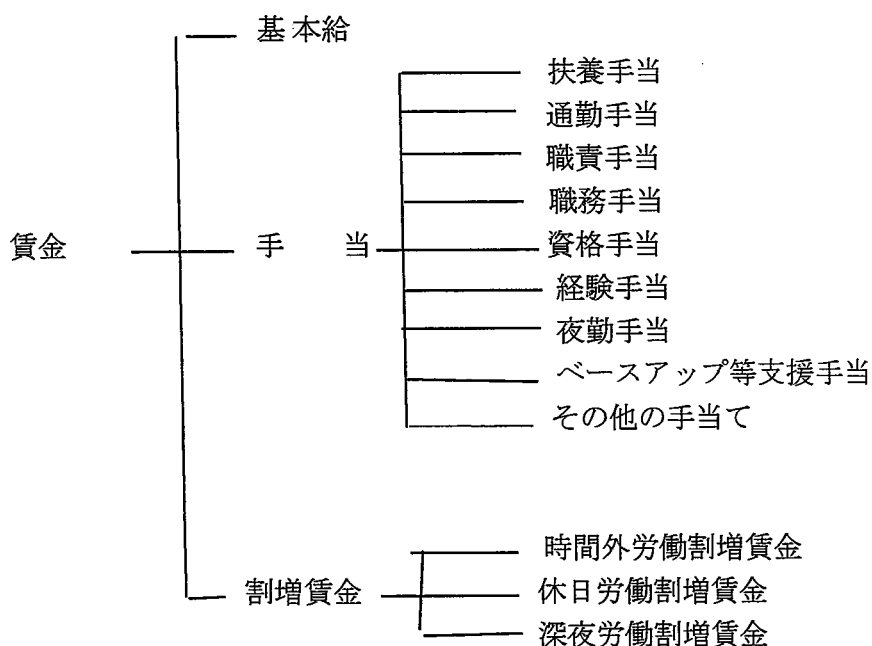 基本給
扶養手当
通勤手当
職責手当
職務手当
賃金 手 当 資格手当
経験手当
夜勤手当
ベースアップ等支援手当
その他の手当て
時間外労働割増賃金
割増賃金 休日労働割増賃金
深夜労働割増賃金